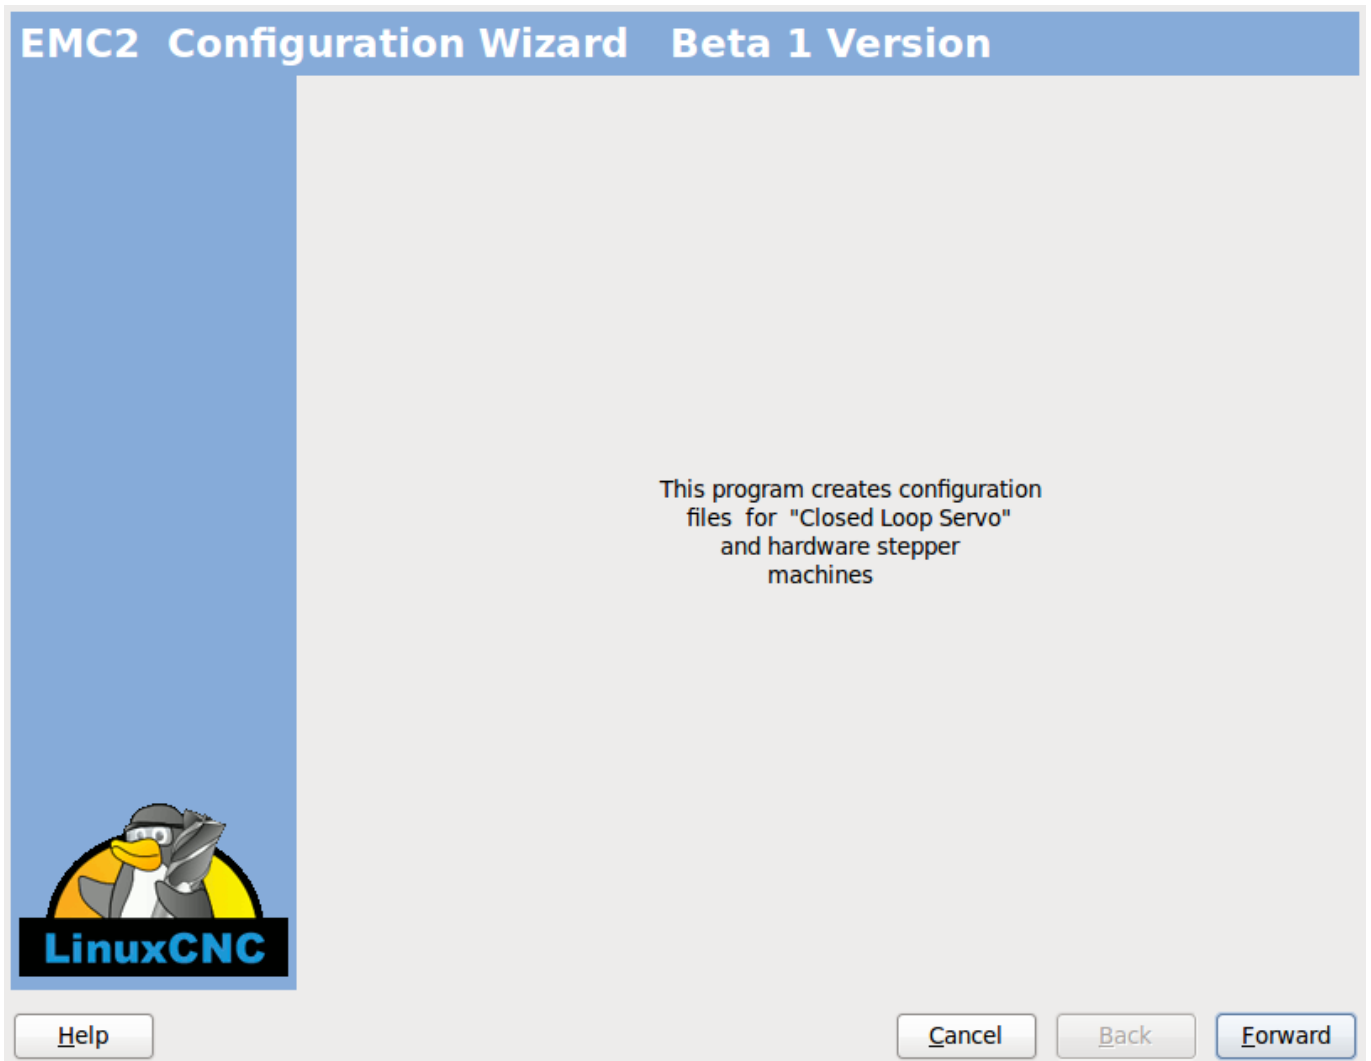 EMC2  Configuration Wizard   Beta 1 Version
This program creates configuration
files  for  "Closed Loop Servo"
and hardware stepper
machines
LinuxCNC
Help
Cancel
Back
Forward